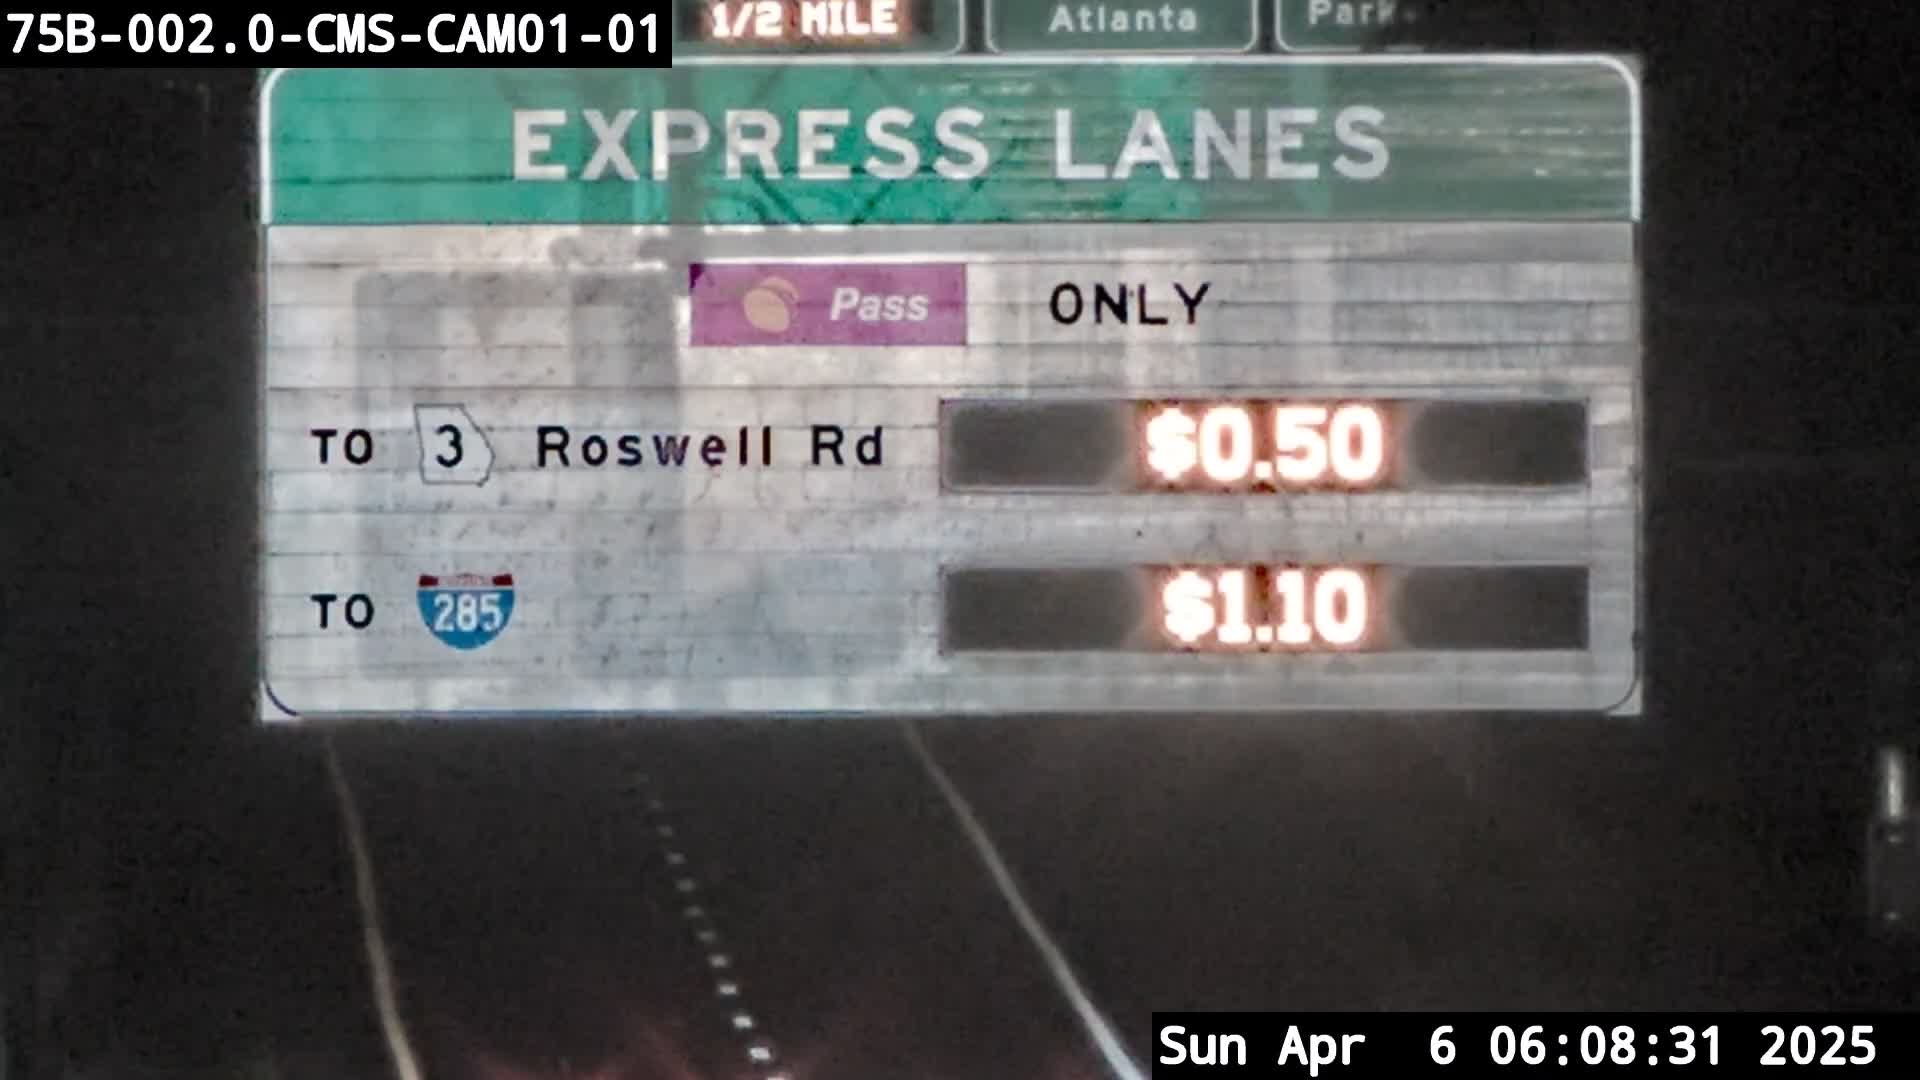 75B-002.0-CMS-CAM01-01
1/2 MILE
Atlanta
Park
EXPRESS LANES
Pass ONLY
TO 3 Roswell Rd $0.50
TO 285 $1.10
Sun Apr 6 06:08:31 2025